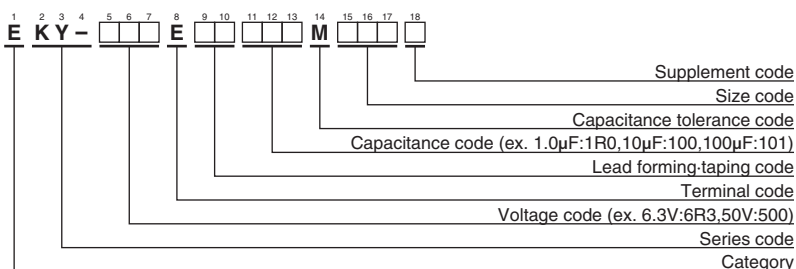 1 2 3 4 5 6 7 8 9 10 11 12 13 14 15 16 17 18
E K Y – E M
Supplement code
Size code
Capacitance tolerance code
Capacitance code (ex. 1.0µF:1R0,10µF:100,100µF:101)
Lead forming·taping code
Terminal code
Voltage code (ex. 6.3V:6R3,50V:500)
Series code
Category